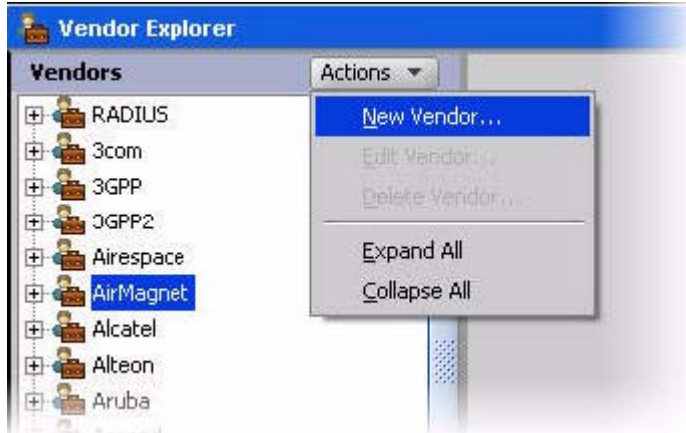 Vendor Explorer
Vendors
Actions
RADIUS
3com
3GPP
3GPP2
Airespace
AirMagnet
Alcatel
Alteon
Aruba
New Vendor...
Edit Vendor...
Delete Vendor...
Expand All
Collapse All